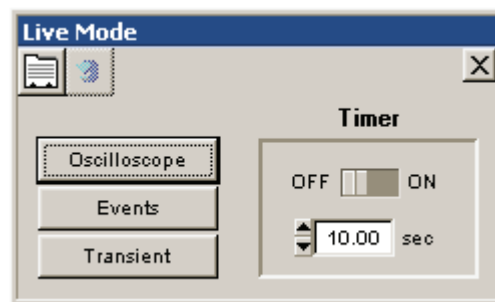 Live Mode
Timer
Oscilloscope
OFF ON
Events
10.00 sec
Transient